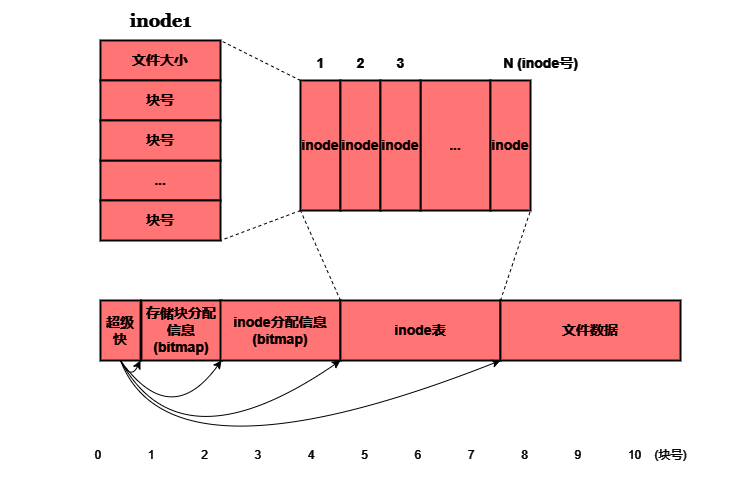 inode1
文件大小
块号
块号
...
块号
1 2 3 N (inode号)
inode inode inode ... inode
超级
快
存储块分配
信息
(bitmap)
inode分配信息
(bitmap)
inode表
文件数据
0 1 2 3 4 5 6 7 8 9 10 (块号)